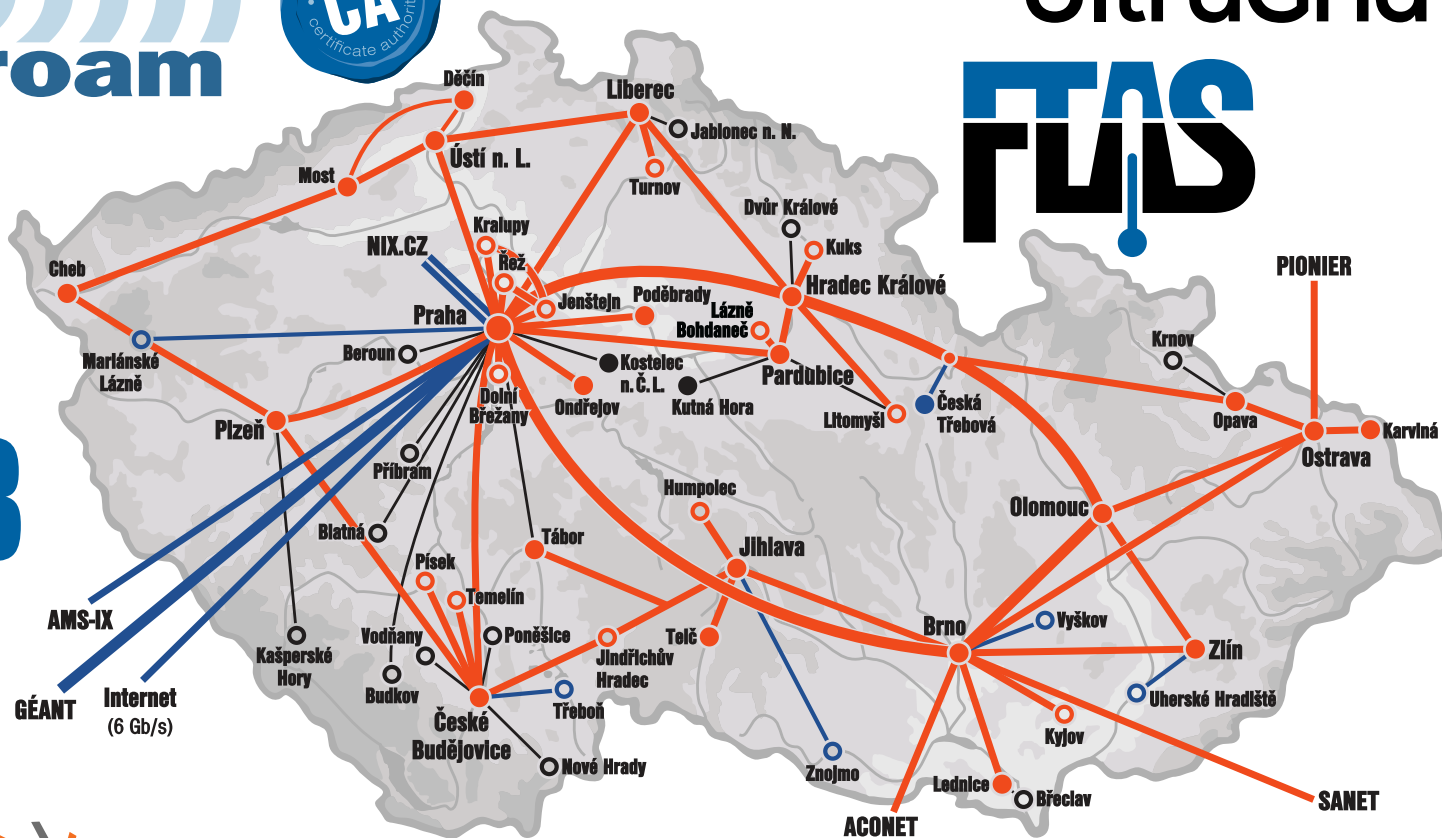 CA
certificate authorit
UltraGrid
roam
FTAS
Děčín
Liberec
Jablonec n. N.
Ústí n. L.
Most
Turnov
Dvůr Králové
Kralupy
Kuks
NIX.CZ
Řež
PIONIER
Cheb
Hradec Králové
Jenštejn
Poděbrady
Praha
Lázně
Bohdaneč
Krnov
Beroun
Mariánské
Lázně
Kostelec
n. Č. L.
Pardubice
Dolní
Břežany
Ondřejov
Kutná Hora
Litomyšl
Česká
Třebová
Opava
Karviná
Plzeň
Ostrava
Příbram
Humpolec
Olomouc
Blatná
Tábor
Jihlava
Písek
Temelín
AMS-IX
Vodňany
Poněšice
Telč
Brno
Vyškov
Kašperské
Hory
Jindřichův
Hradec
Zlín
Budkov
GÉANT
Internet
(6 Gb/s)
Třeboň
Uherské Hradiště
České
Budějovice
Kyjov
Nové Hrady
Znojmo
Lednice
Břeclav
SANET
ACONET